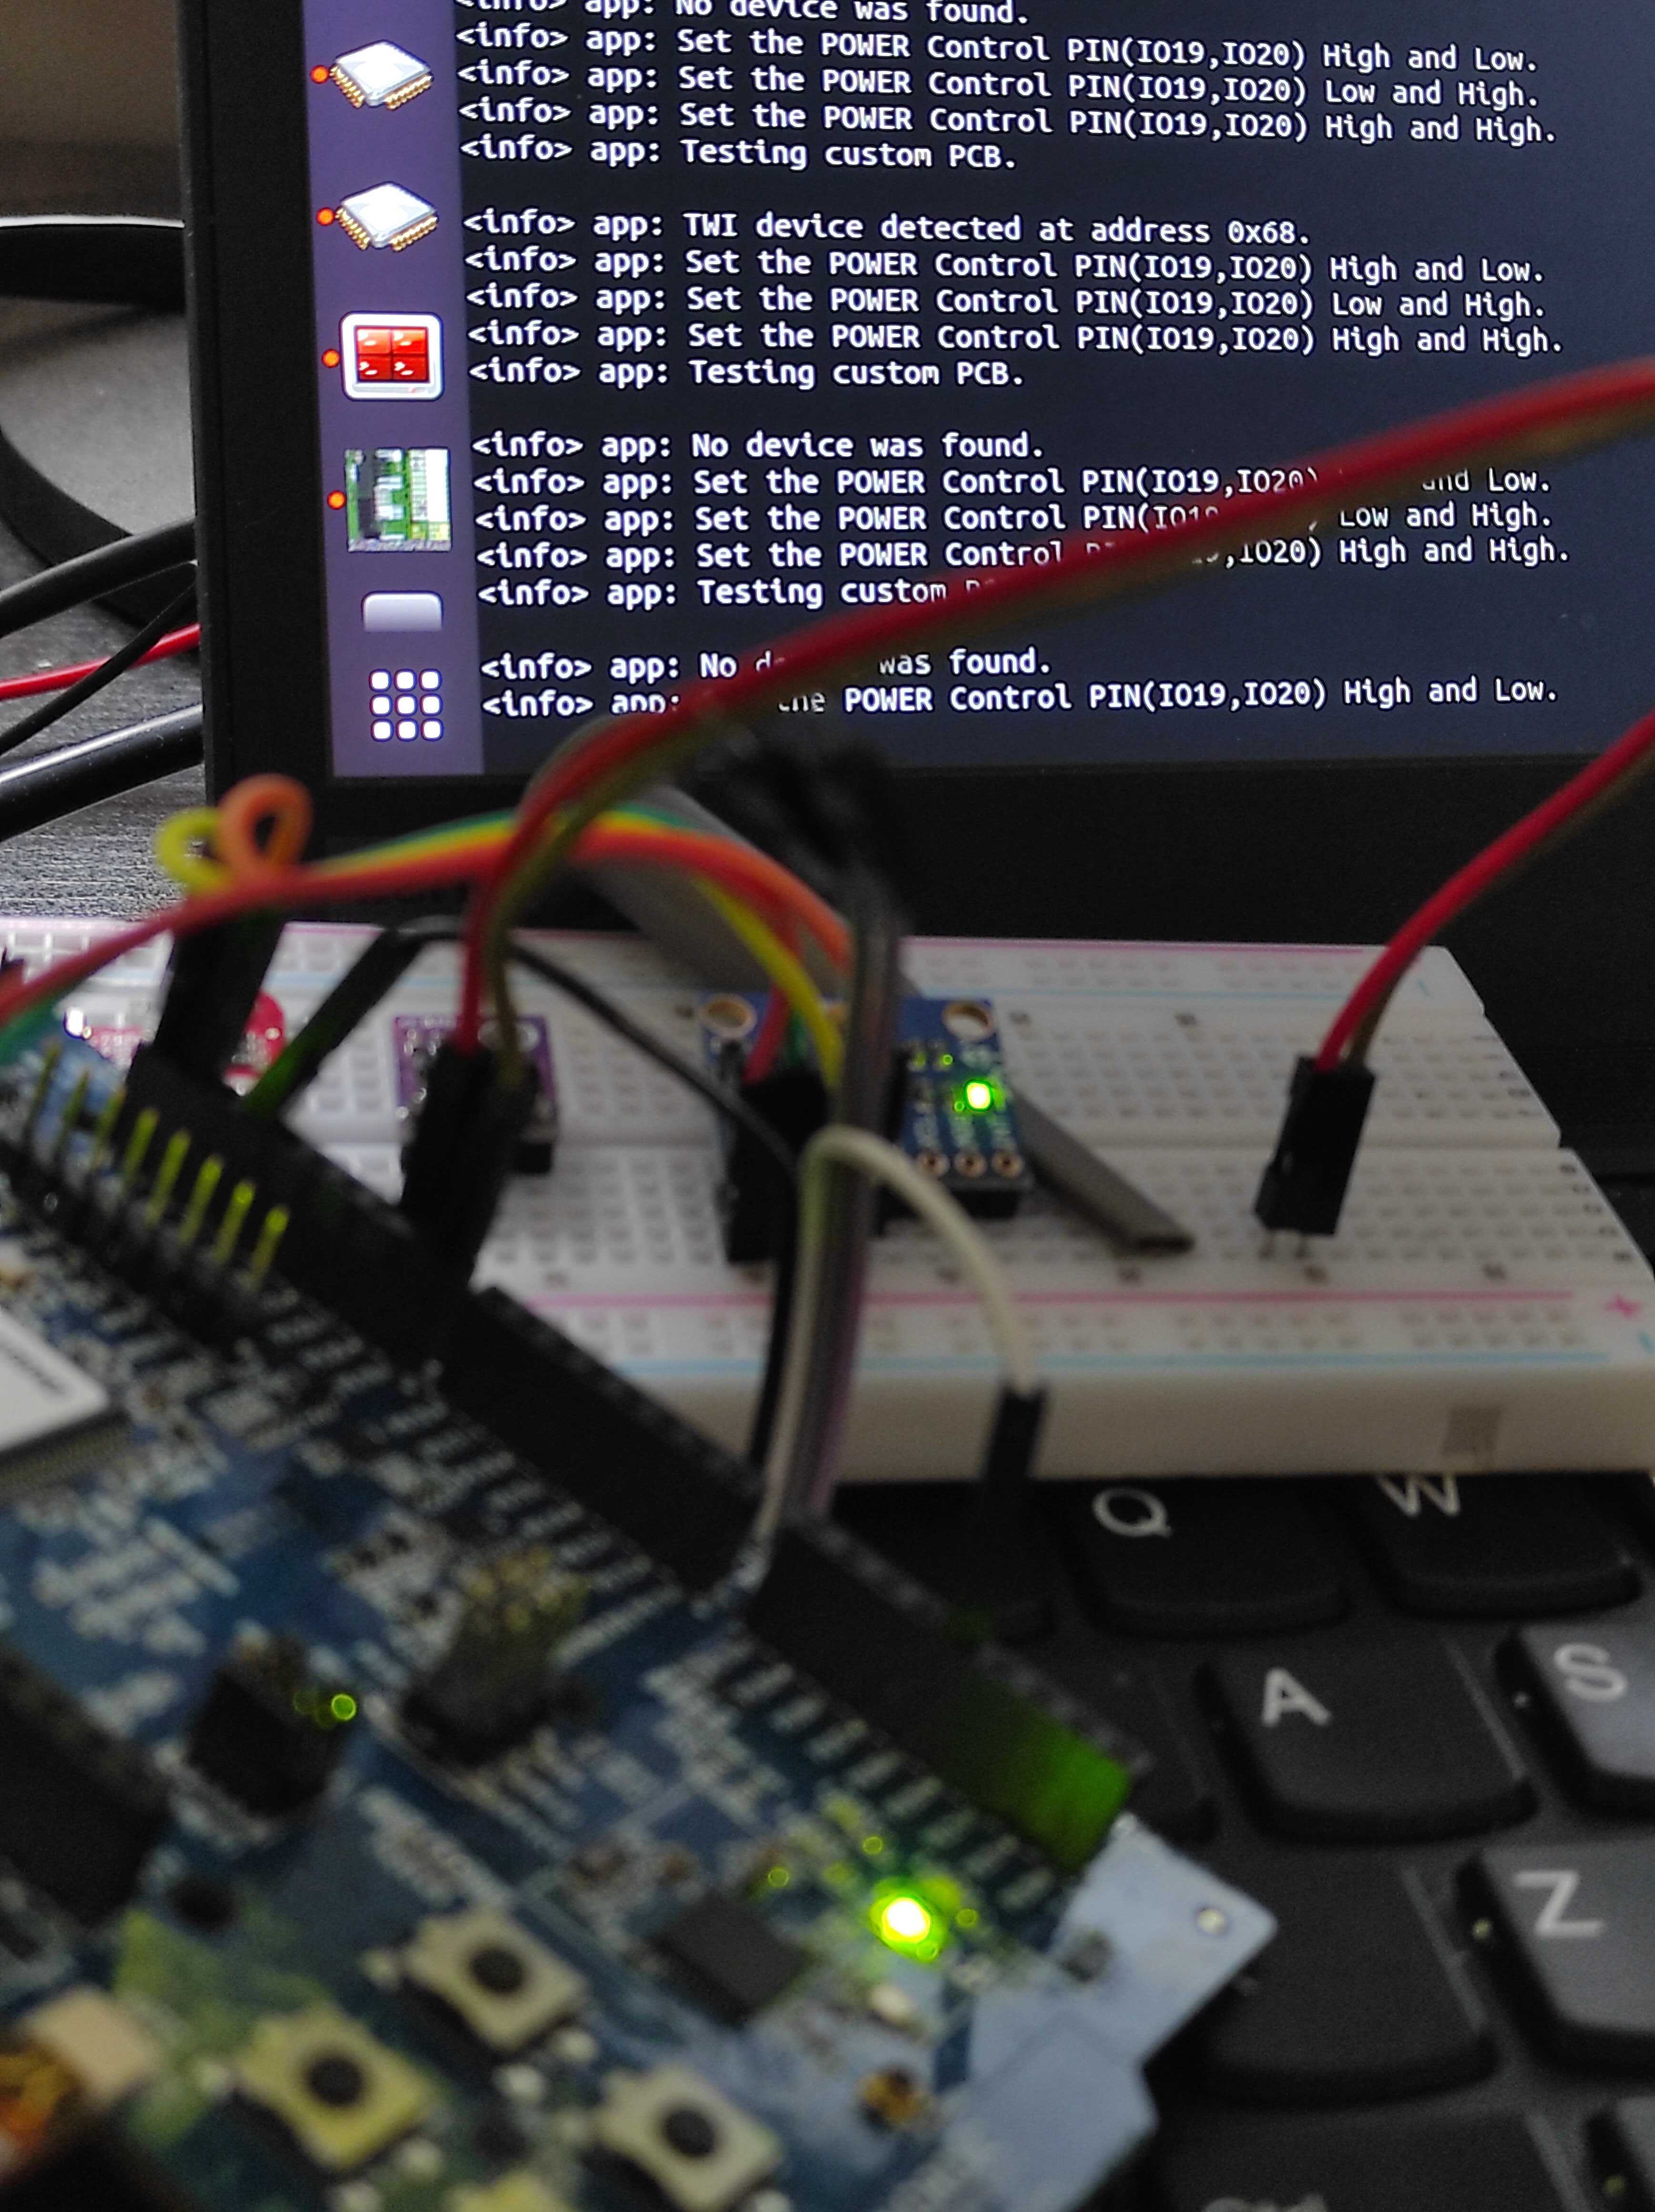 <info> app: No device was found.
<info> app: Set the POWER Control PIN(IO19,IO20) High and Low.
<info> app: Set the POWER Control PIN(IO19,IO20) Low and High.
<info> app: Set the POWER Control PIN(IO19,IO20) High and High.
<info> app: Testing custom PCB.
<info> app: TWI device detected at address 0x68.
<info> app: Set the POWER Control PIN(IO19,IO20) High and Low.
<info> app: Set the POWER Control PIN(IO19,IO20) Low and High.
<info> app: Set the POWER Control PIN(IO19,IO20) High and High.
<info> app: Testing custom PCB.
<info> app: No device was found.
<info> app: Set the POWER Control PIN(IO19,IO20) and Low.
<info> app: Set the POWER Control Low and High.
<info> app: Set the POWER Control ,IO20) High and High.
<info> app: Testing custom
<info> app: No was found.
<info> app: the POWER Control PIN(IO19,IO20) High and Low.
Q W
A S
Z